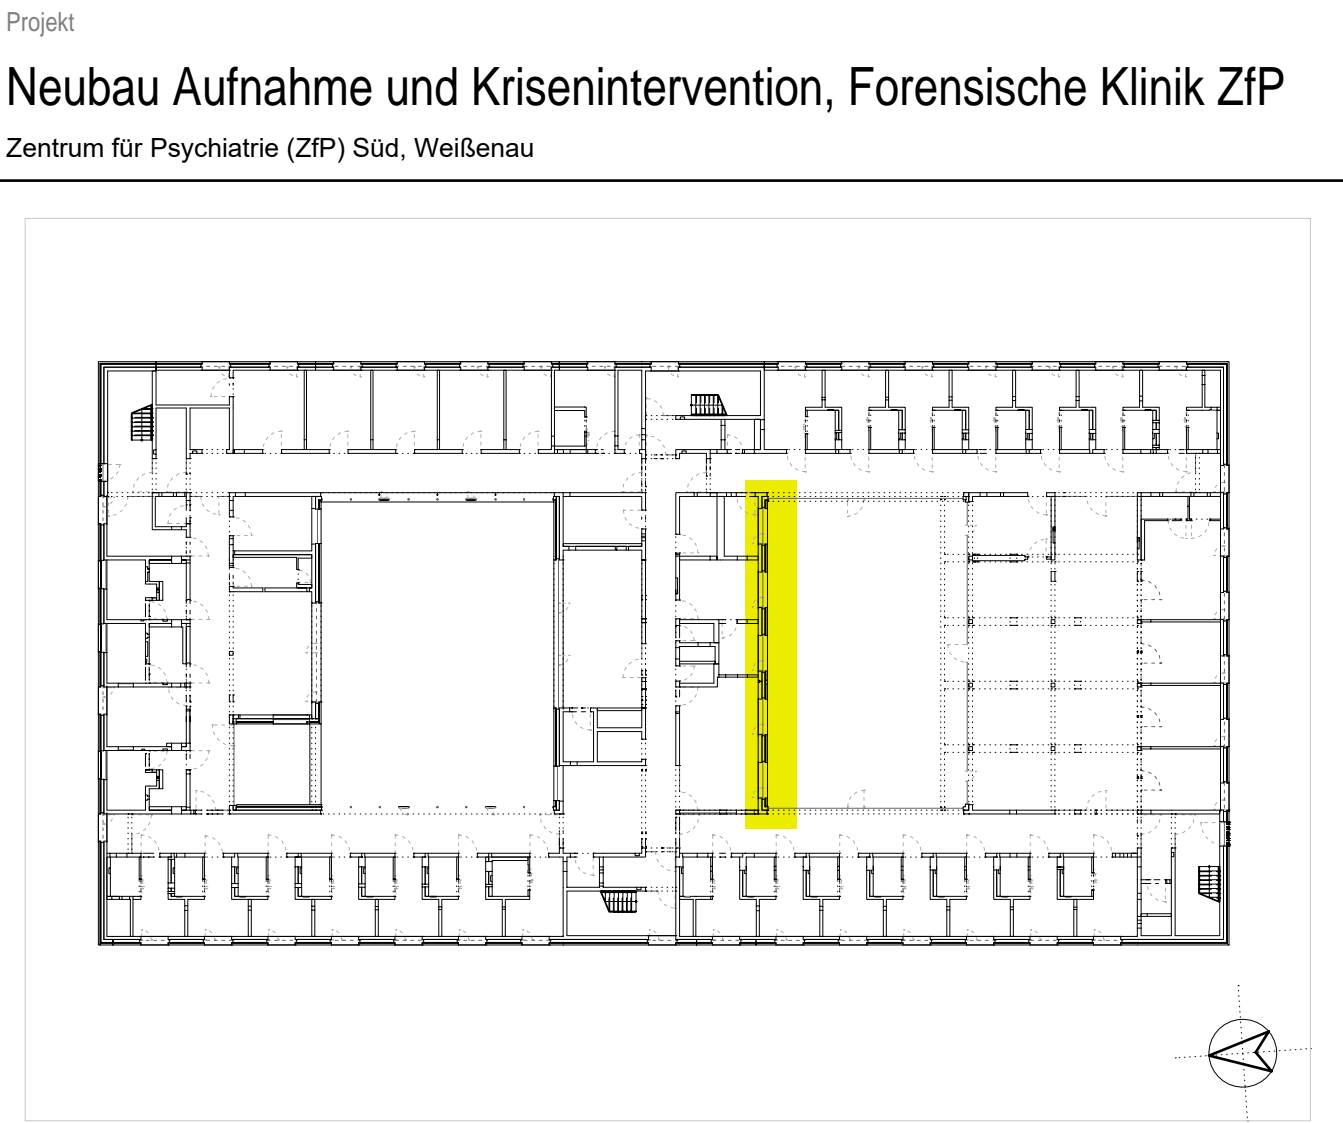 Projekt
Neubau Aufnahme und Krisenintervention, Forensische Klinik ZfP
Zentrum für Psychiatrie (ZfP) Süd, Weißenau